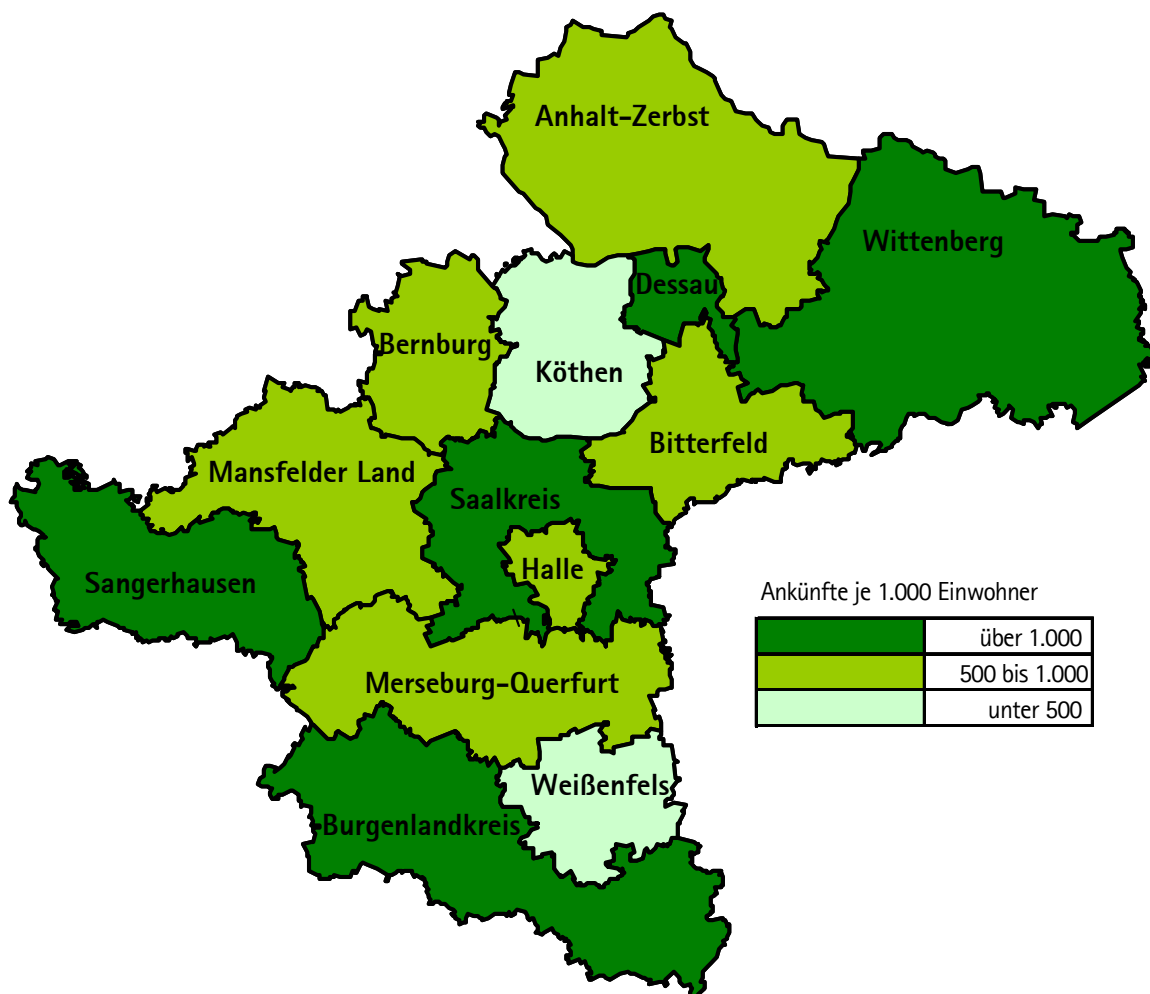 Anhalt-Zerbst
Wittenberg
Dessau
Bernburg
Köthen
Bitterfeld
Mansfelder Land
Saalkreis
Halle
Sangerhausen
Ankünfte je 1.000 Einwohner
über 1.000
500 bis 1.000
unter 500
Merseburg-Querfurt
Weißenfels
Burgenlandkreis